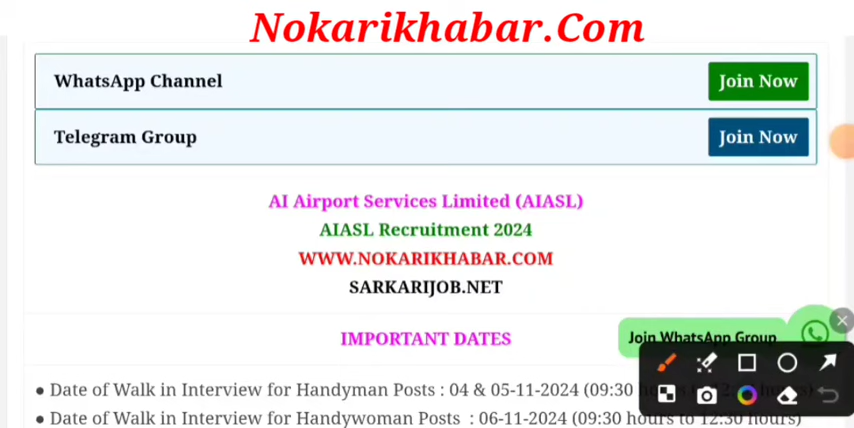 Nokarikhabar.Com
WhatsApp Channel Join Now
Telegram Group Join Now
AI Airport Services Limited (AIASL)
AIASL Recruitment 2024
WWW.NOKARIKHABAR.COM
SARKARIJOB.NET
IMPORTANT DATES
Join WhatsApp Group
● Date of Walk in Interview for Handyman Posts : 04 & 05-11-2024 (09:30
● Date of Walk in Interview for Handywoman Posts : 06-11-2024 (09:30 hours to 12:30 hours)